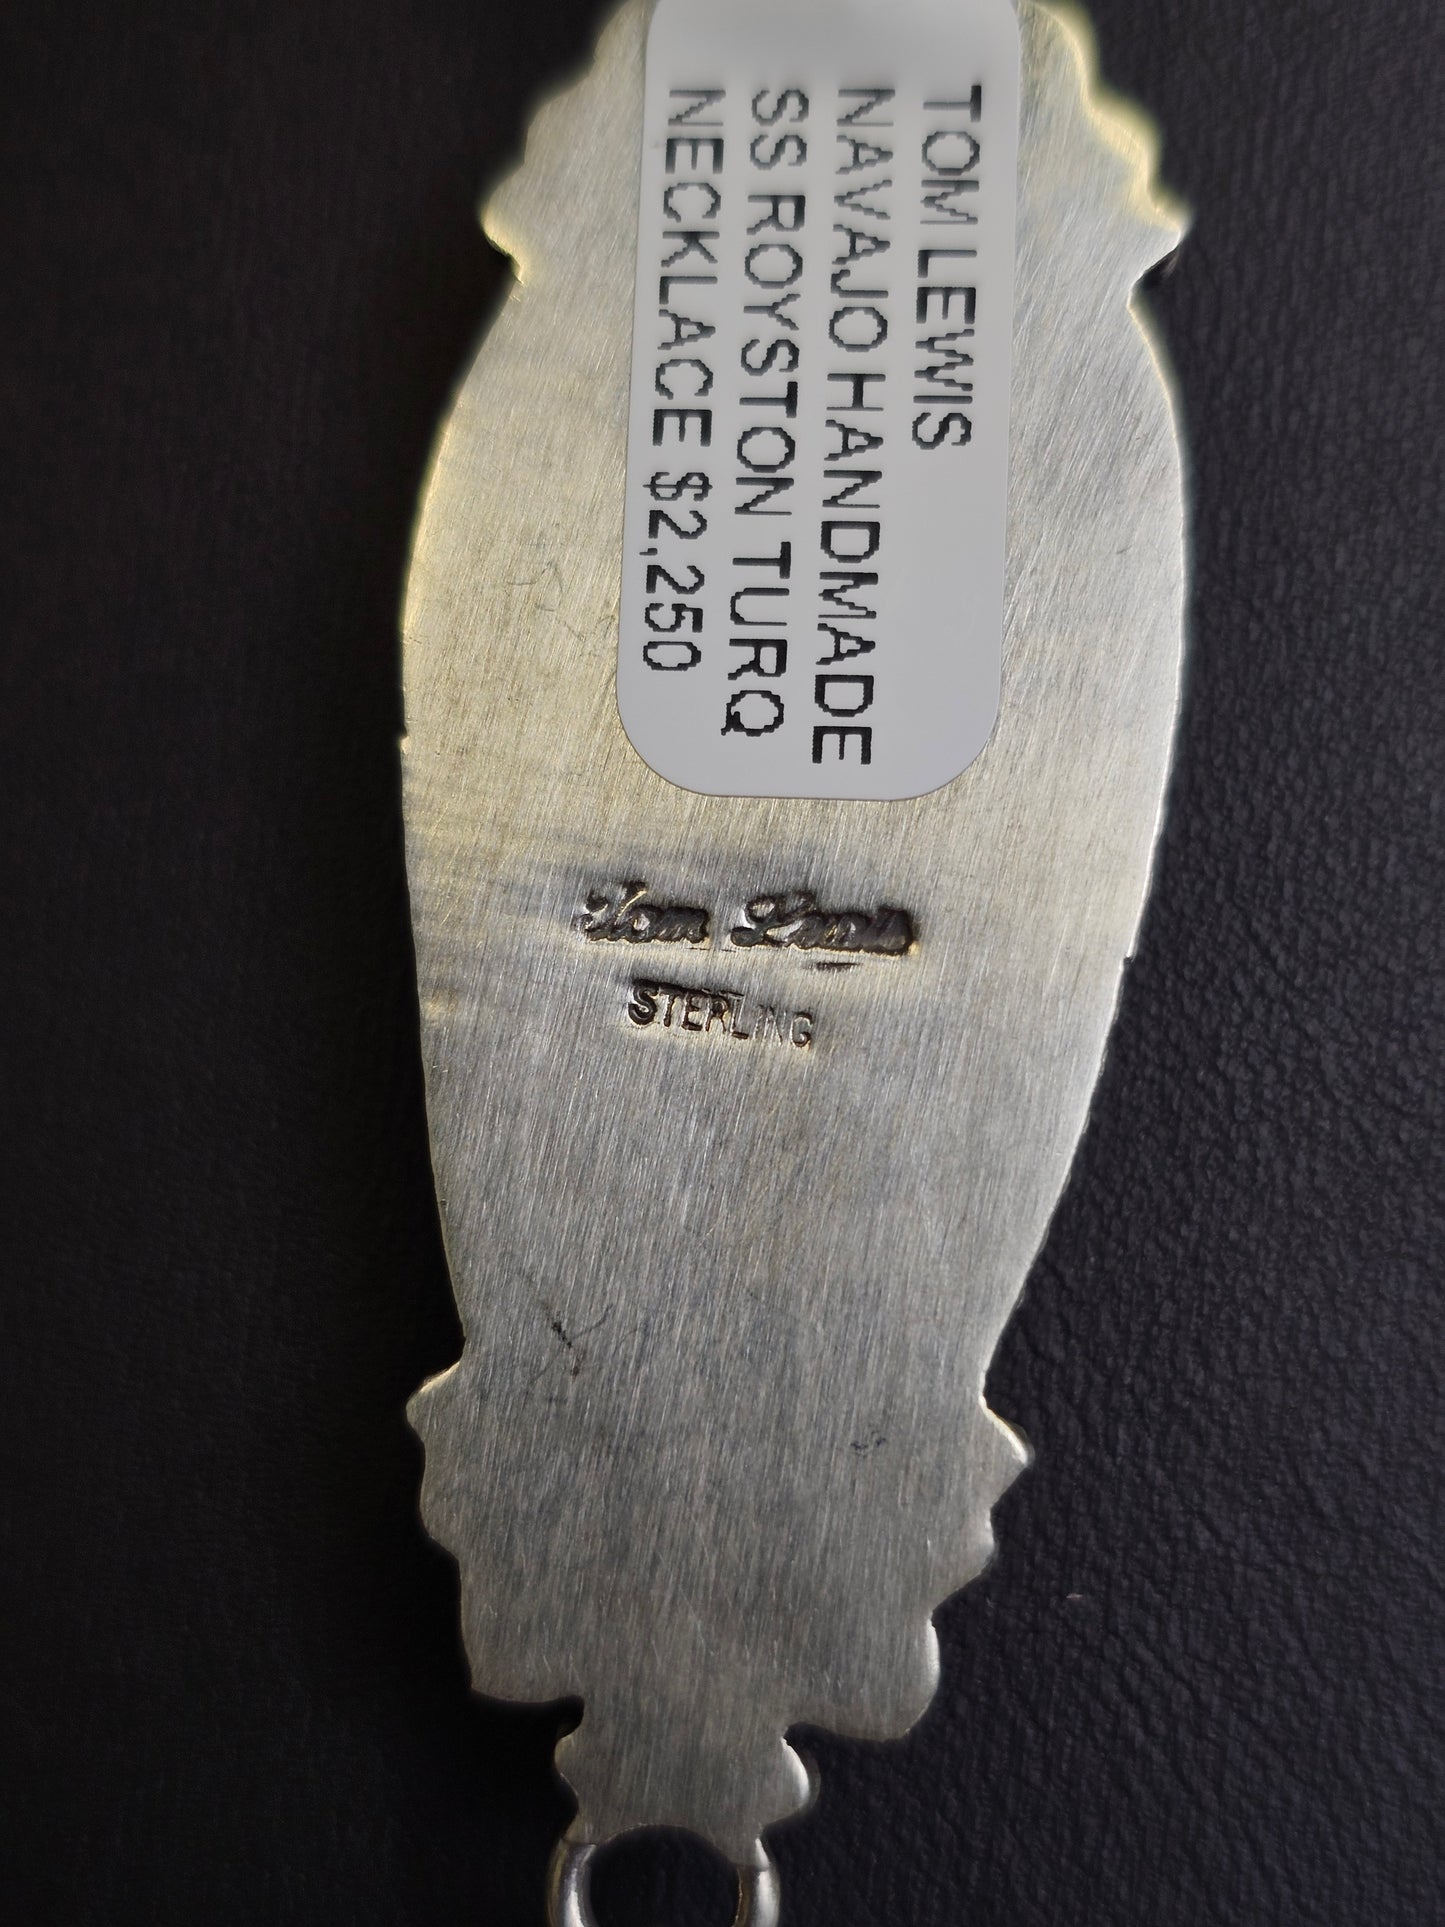 TOM LEWIS
NAVAJO HANDMADE
SS ROYSTON TURQ
NECKLACE $2,250
Tom Lewis
STERLING